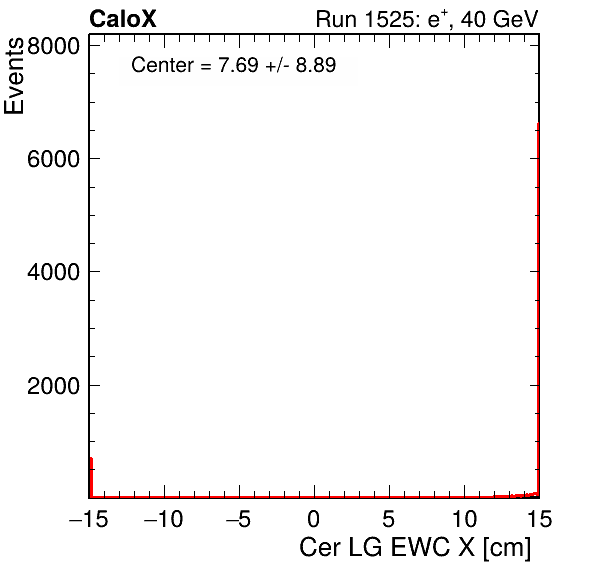 CaloX
Run 1525: e+, 40 GeV
Center = 7.69 +/- 8.89
Events
8000
6000
4000
2000
−15 −10 −5 0 5 10 15
Cer LG EWC X [cm]